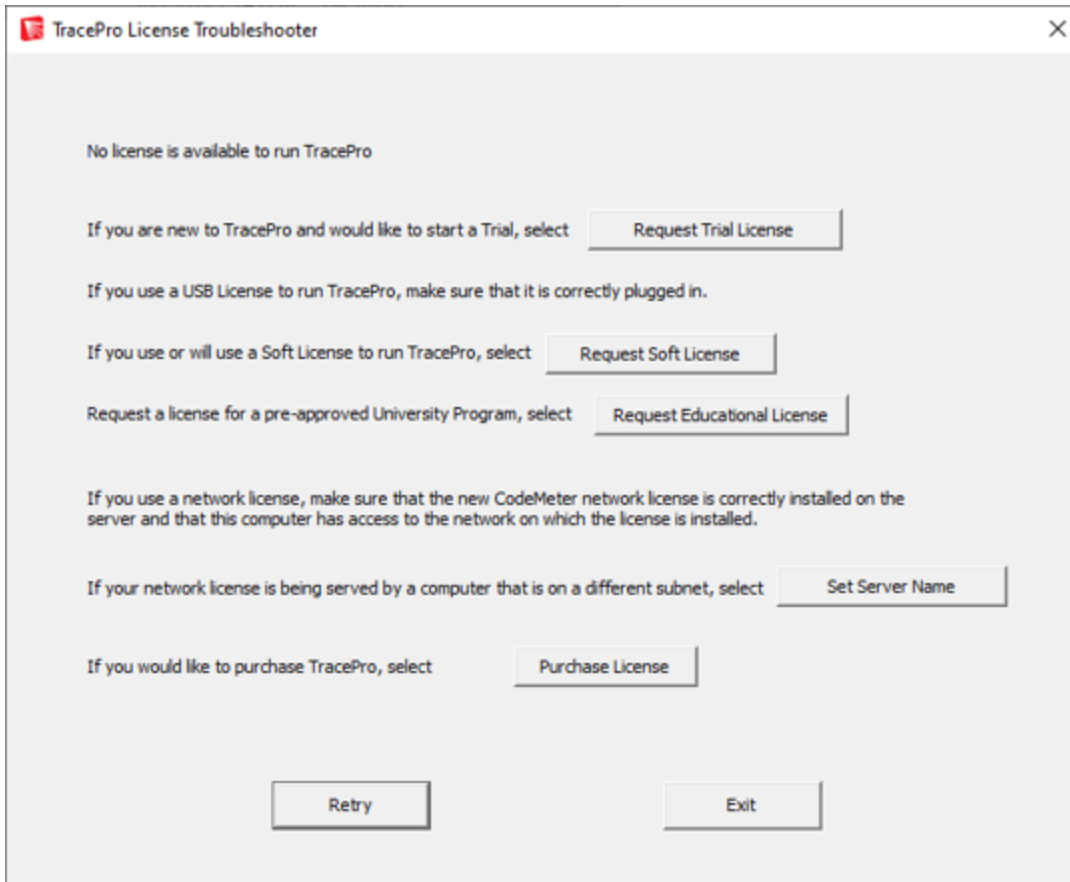 TracePro License Troubleshooter
No license is available to run TracePro
If you are new to TracePro and would like to start a Trial, select Request Trial License
If you use a USB License to run TracePro, make sure that it is correctly plugged in.
If you use or will use a Soft License to run TracePro, select Request Soft License
Request a license for a pre-approved University Program, select Request Educational License
If you use a network license, make sure that the new CodeMeter network license is correctly installed on the
server and that this computer has access to the network on which the license is installed.
If your network license is being served by a computer that is on a different subnet, select Set Server Name
If you would like to purchase TracePro, select Purchase License
Retry Exit